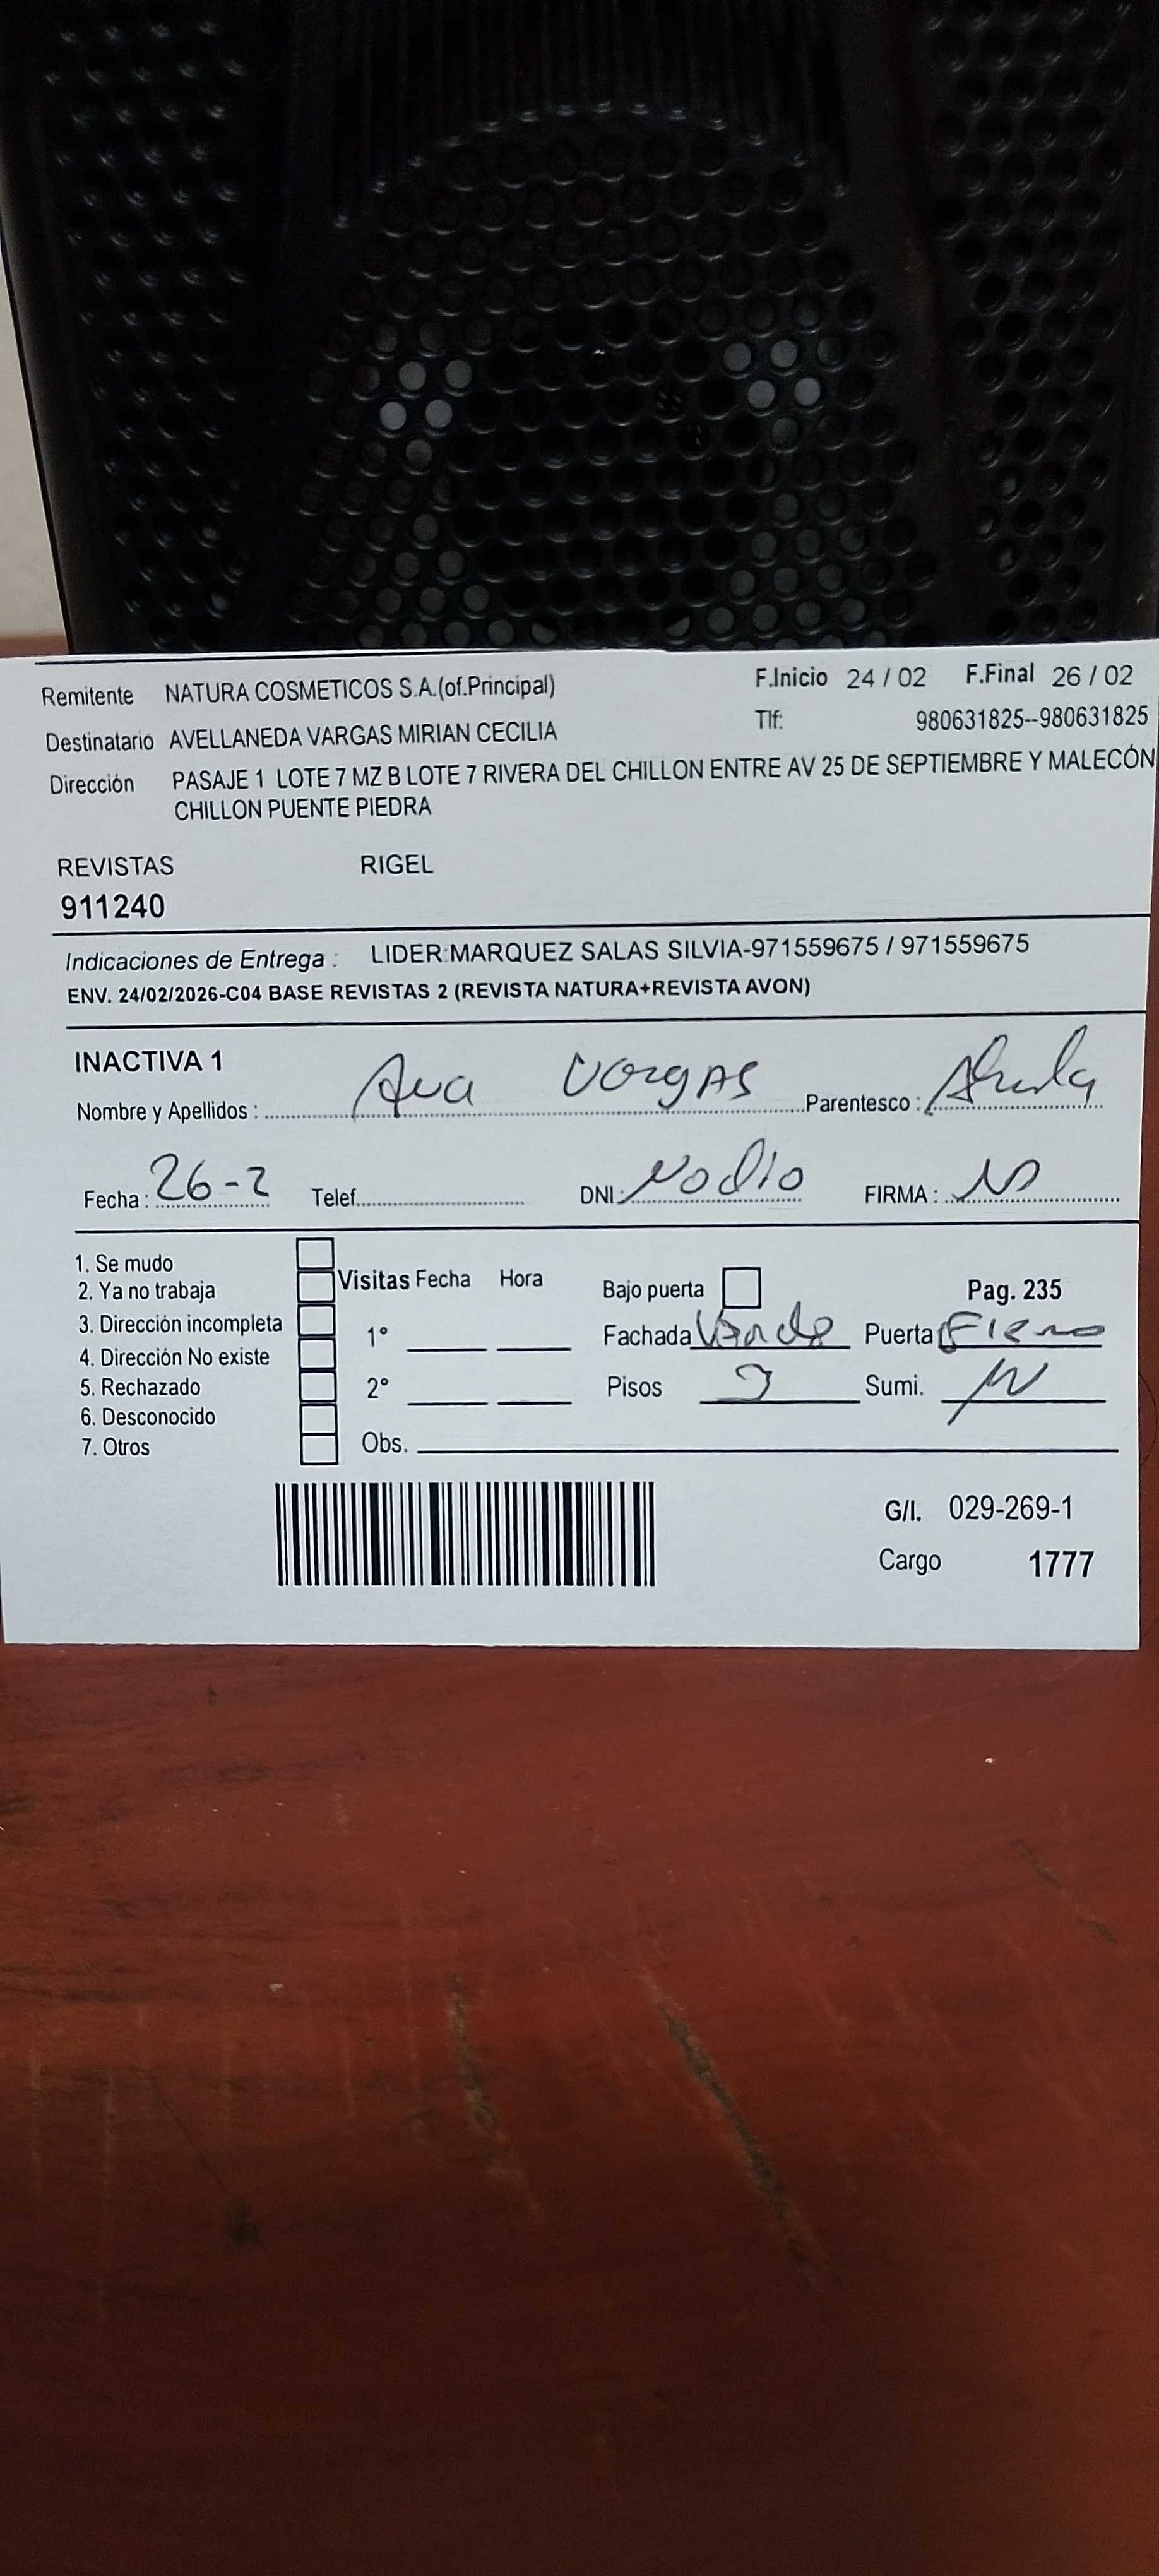 Remitente NATURA COSMETICOS S.A.(of.Principal) F.Inicio 24 / 02 F.Final 26 / 02
Destinatario AVELLANEDA VARGAS MIRIAN CECILIA Tlf: 980631825--980631825
Dirección PASAJE 1 LOTE 7 MZ B LOTE 7 RIVERA DEL CHILLON ENTRE AV 25 DE SEPTIEMBRE Y MALECÓN
CHILLON PUENTE PIEDRA
REVISTAS RIGEL
911240
Indicaciones de Entrega : LIDER:MARQUEZ SALAS SILVIA-971559675 / 971559675
ENV. 24/02/2026-C04 BASE REVISTAS 2 (REVISTA NATURA+REVISTA AVON)
INACTIVA 1
Nombre y Apellidos : Ana Vargas Parentesco :
Fecha : 26-2 Telef. DNI: No dio FIRMA :
1. Se mudo
2. Ya no trabaja
3. Dirección incompleta
4. Dirección No existe
5. Rechazado
6. Desconocido
7. Otros
Visitas Fecha Hora
1°
2°
Obs.
Bajo puerta Pag. 235
Fachada Verde Puerta Fierro
Pisos Sumi.
G/I. 029-269-1
Cargo 1777